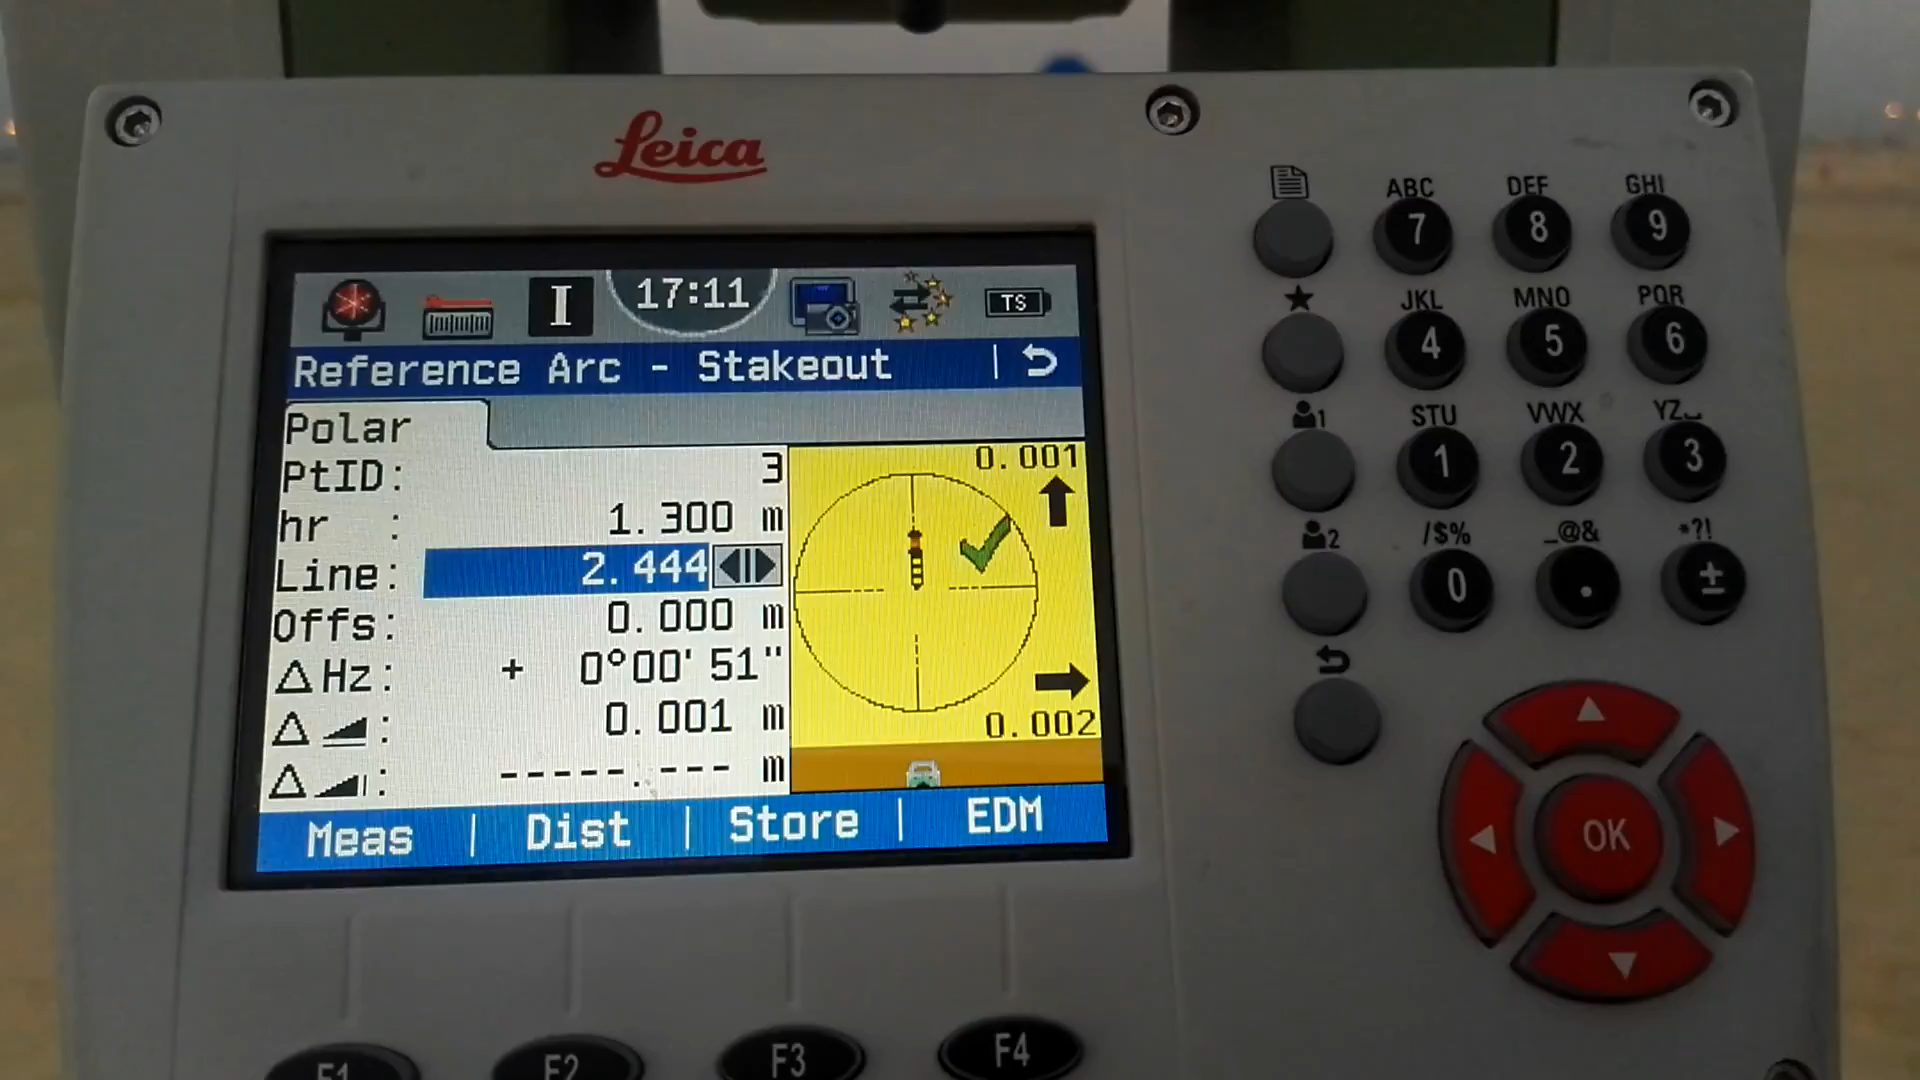 Leica
I 17:11 TS
Reference Arc - Stakeout
Polar
PtID: 3
hr : 1.300 m
Line: 2.444
Offs: 0.000 m
Δ Hz: + 0°00'51"
Δ : 0.001 m
Δ : -----.--- m
0.001
0.002
Meas | Dist | Store | EDM
F1 F2 F3 F4
ABC DEF GHI
7 8 9
JKL MNO PQR
4 5 6
1 STU VWX YZ⎵
1 2 3
2 /$% _@& *?!
0 . ±
OK